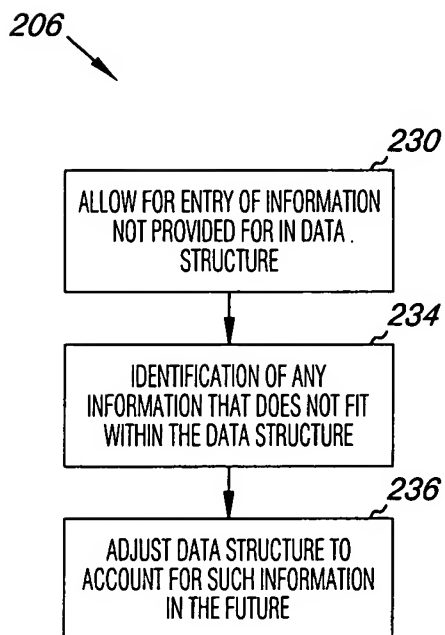 206
230
ALLOW FOR ENTRY OF INFORMATION
NOT PROVIDED FOR IN DATA .
STRUCTURE
234
IDENTIFICATION OF ANY
INFORMATION THAT DOES NOT FIT
WITHIN THE DATA STRUCTURE
236
ADJUST DATA STRUCTURE TO
ACCOUNT FOR SUCH INFORMATION
IN THE FUTURE